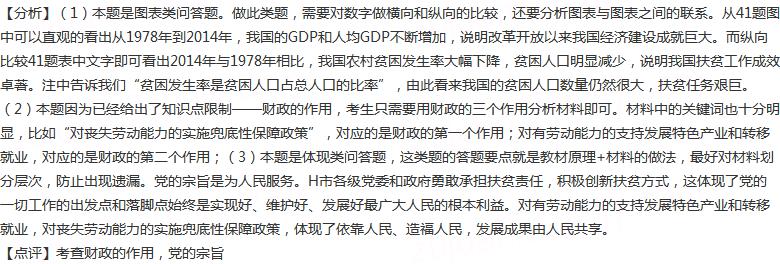 【分析】（1）本题是图表类问答题。做此类题，需要对数字做横向和纵向的比较，还要分析图表与图表之间的联系。从41题图
中可以直观的看出从1978年到2014年，我国的GDP和人均GDP不断增加，说明改革开放以来我国经济建设成就巨大。而纵向
比较41题表中文字即可看出2014年与1978年相比，我国农村贫困发生率大幅下降，贫困人口明显减少，说明我国扶贫工作成效
卓著。注中告诉我们“贫困发生率是贫困人口占总人口的比率”，由此看来我国的贫困人口数量仍然很大，扶贫任务艰巨。
（2）本题因为已经给出了知识点限制——财政的作用，考生只需要用财政的三个作用分析材料即可。材料中的关键词也十分明
显，比如“对丧失劳动能力的实施兜底性保障政策”，对应的是财政的第一个作用；对有劳动能力的支持发展特色产业和转移
就业，对应的是财政的第二个作用；（3）本题是体现类问答题，这类题的答题要点就是教材原理+材料的做法，最好对材料划
分层次，防止出现遗漏。党的宗旨是为人民服务。H市各级党委和政府勇敢承担扶贫责任，积极创新扶贫方式，这体现了党的
一切工作的出发点和落脚点始终是实现好、维护好、发展好最广大人民的根本利益。对有劳动能力的支持发展特色产业和转移
就业，对丧失劳动能力的实施兜底性保障政策，体现了依靠人民、造福人民，发展成果由人民共享。
【点评】考查财政的作用，党的宗旨